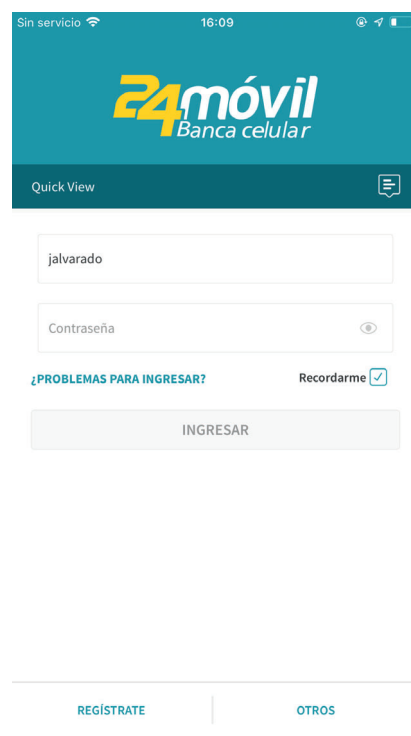 Sin servicio 16:09
24móvil
Banca celular
Quick View
jalvarado
Contraseña
¿PROBLEMAS PARA INGRESAR? Recordarme
INGRESAR
REGÍSTRATE OTROS